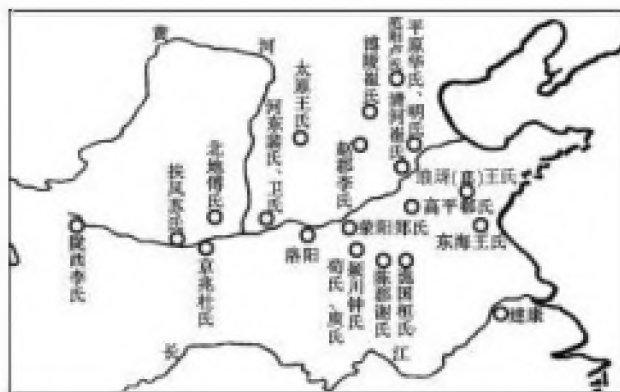 黄
河
太原王氏
博陵崔氏
范阳卢氏
平原华氏、明氏
清河崔氏
河东裴氏、卫氏
赵郡李氏
北地傅氏
扶风苏氏
琅玡(王)王氏
高平郗氏
东海王氏
荥阳郑氏
洛阳
陇西李氏
京兆杜氏
颍川钟氏
荀氏、庾氏
陈郡谢氏
谯国桓氏
建康
长
江